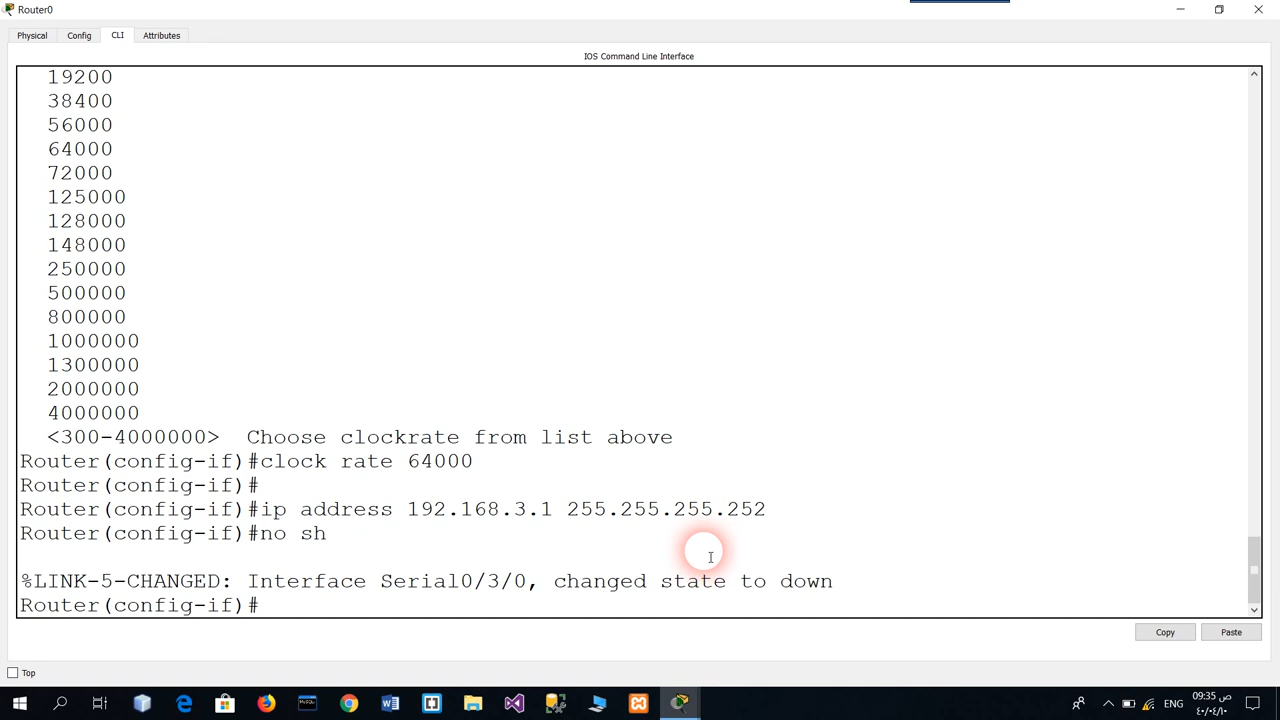 Router0
Physical Config CLI Attributes
IOS Command Line Interface
19200
38400
56000
64000
72000
125000
128000
148000
250000
500000
800000
1000000
1300000
2000000
4000000
<300-4000000> Choose clockrate from list above
Router(config-if)#clock rate 64000
Router(config-if)#
Router(config-if)#ip address 192.168.3.1 255.255.255.252
Router(config-if)#no sh
%LINK-5-CHANGED: Interface Serial0/3/0, changed state to down
Router(config-if)#
Copy Paste
Top
ENG
09:35 ص